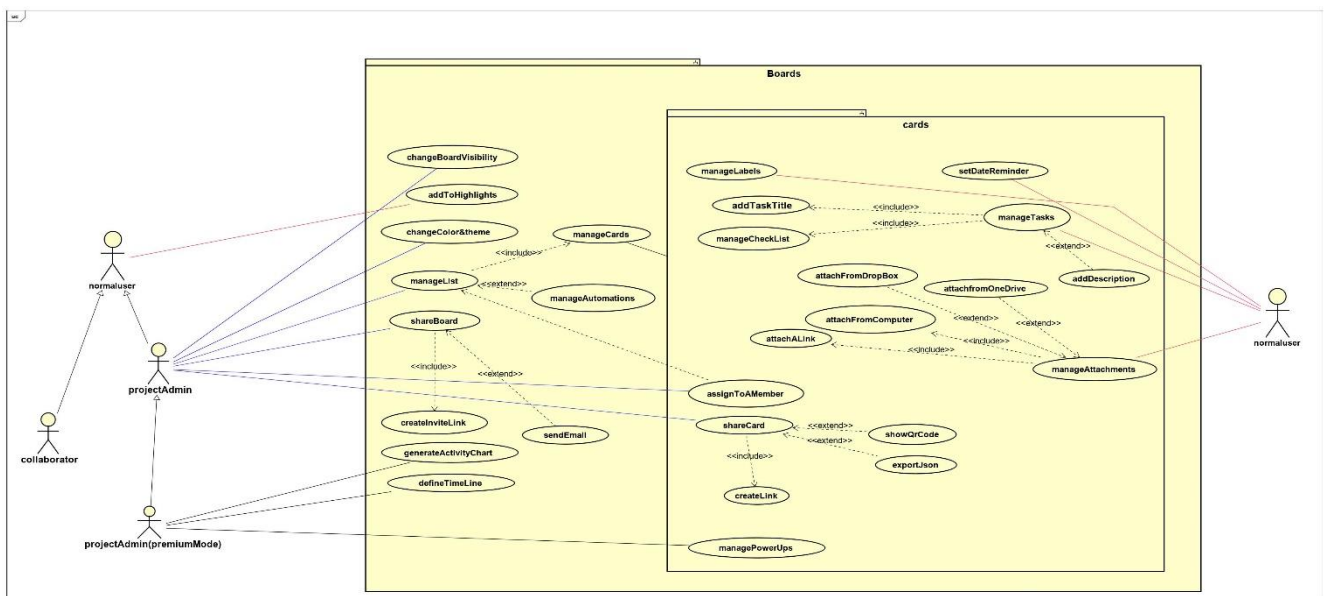 uc
Boards
cards
changeBoardVisibility
addToHighlights
changeColor&theme
manageCards
<<include>>
manageList
<<extend>>
manageAutomations
shareBoard
<<include>>
<<extend>>
createInviteLink
sendEmail
generateActivityChart
defineTimeLine
manageLabels
setDateReminder
addTaskTitle
<<include>>
manageTasks
<<include>>
manageCheckList
<<extend>>
addDescription
attachFromDropBox
attachfromOneDrive
attachFromComputer
<<extend>>
<<extend>>
attachALink
<<include>>
<<include>>
manageAttachments
assignToAMember
shareCard
<<extend>>
showQrCode
<<extend>>
exportJson
<<include>>
createLink
managePowerUps
normaluser
projectAdmin
collaborator
projectAdmin(premiumMode)
normaluser